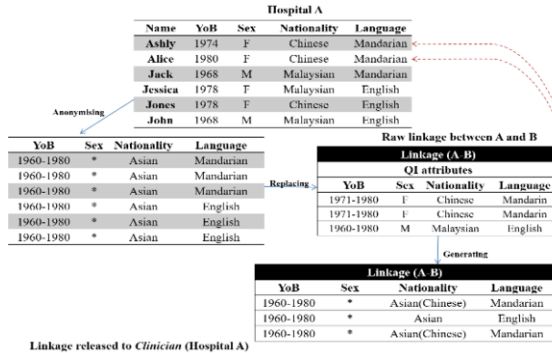 Hospital A
Name YoB Sex Nationality Language
Ashly 1974 F Chinese Mandarian
Alice 1980 F Chinese Mandarian
Jack 1968 M Malaysian Mandarian
Jessica 1978 F Malaysian English
Jones 1978 F Chinese English
John 1968 M Malaysian English
Anonymising
YoB Sex Nationality Language
1960-1980 * Asian Mandarian
1960-1980 * Asian Mandarian
1960-1980 * Asian Mandarian
1960-1980 * Asian English
1960-1980 * Asian English
1960-1980 * Asian English
Replacing
Raw linkage between A and B
Linkage (A-B)
QI attributes
YoB Sex Nationality Language
1971-1980 F Chinese Mandarin
1971-1980 F Chinese Mandarin
1960-1980 M Malaysian English
Generating
Linkage (A-B)
YoB Sex Nationality Language
1960-1980 * Asian(Chinese) Mandarian
1960-1980 * Asian English
1960-1980 * Asian(Chinese) Mandarian
Linkage released to Clinician (Hospital A)